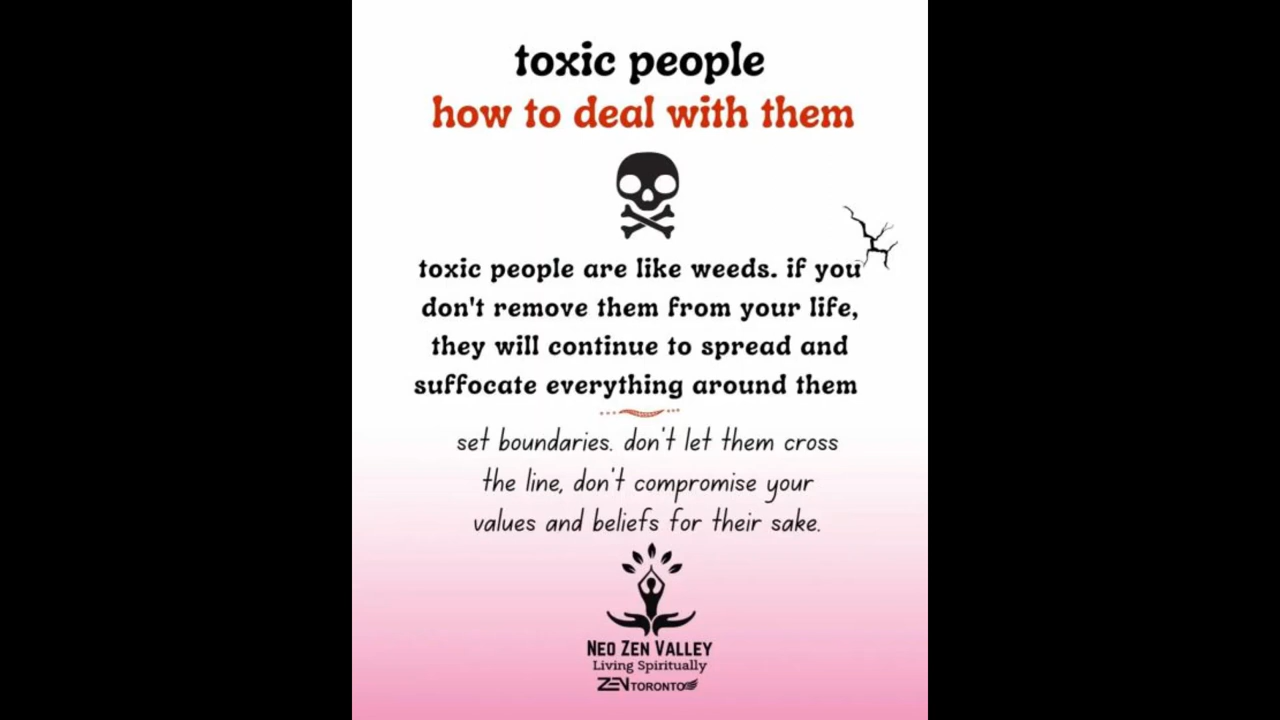 toxic people
how to deal with them
toxic people are like weeds. if you
don't remove them from your life,
they will continue to spread and
suffocate everything around them
set boundaries. don't let them cross
the line, don't compromise your
values and beliefs for their sake.
NEO ZEN VALLEY
Living Spiritually
ZEN TORONTO